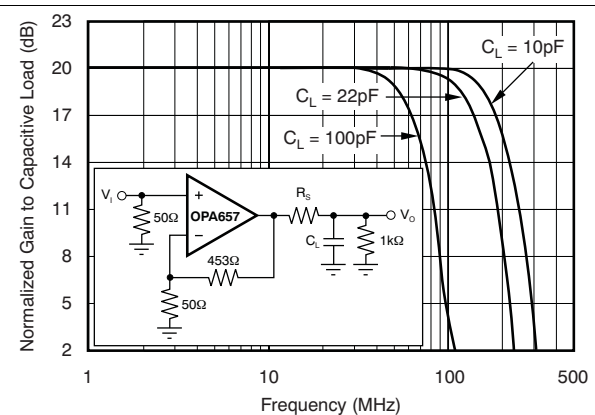 Normalized Gain to Capacitive Load (dB)
23
20
17
14
11
8
5
2
C_L = 10pF
C_L = 22pF
C_L = 100pF
V_I
+
OPA657
−
50Ω
R_S
V_O
C_L
1kΩ
453Ω
50Ω
1
10
100
500
Frequency (MHz)